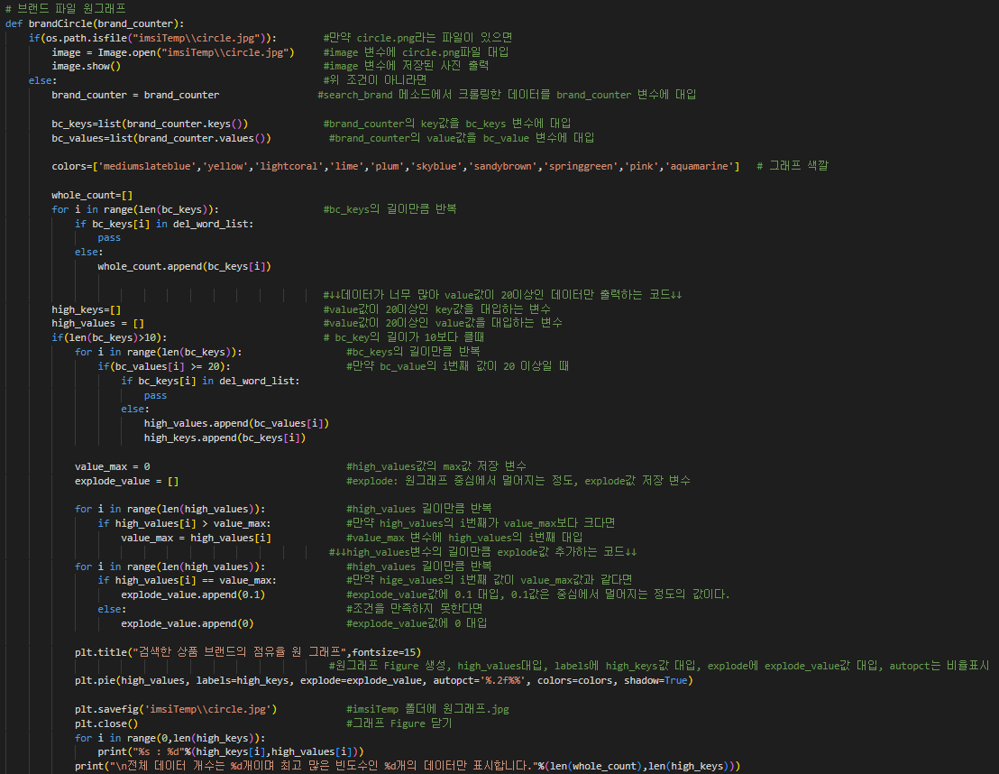 # 브랜드 파일 원그래프
def brandCircle(brand_counter):
    if(os.path.isfile("imsiTemp\\circle.jpg")):        #만약 circle.png라는 파일이 있으면
        image = Image.open("imsiTemp\\circle.jpg")     #image 변수에 circle.png파일 대입
        image.show()                                   #image 변수에 저장된 사진 출력
    else:                                              #위 조건이 아니라면
        brand_counter = brand_counter                 #search_brand 메소드에서 크롤링한 데이터를 brand_counter 변수에 대입
        bc_keys=list(brand_counter.keys())             #brand_counter의 key값을 bc_keys 변수에 대입
        bc_values=list(brand_counter.values())          #brand_counter의 value값을 bc_value 변수에 대입
        colors=['mediumslateblue','yellow','lightcoral','lime','plum','skyblue','sandybrown','springgreen','pink','aquamarine']   # 그래프 색깔
        whole_count=[]
        for i in range(len(bc_keys)):                  #bc_keys의 길이만큼 반복
            if bc_keys[i] in del_word_list:
                pass
            else:
                whole_count.append(bc_keys[i])
                                                       #↓↓데이터가 너무 많아 value값이 20이상인 데이터만 출력하는 코드↓↓
        high_keys=[]                                   #value값이 20이상인 key값을 대입하는 변수
        high_values = []                               #value값이 20이상인 value값을 대입하는 변수
        if(len(bc_keys)>10):                           # bc_key의 길이가 10보다 클때
            for i in range(len(bc_keys)):                  #bc_keys의 길이만큼 반복
                if(bc_values[i] >= 20):                    #만약 bc_value의 i번째 값이 20 이상일 때
                    if bc_keys[i] in del_word_list:
                        pass
                    else:
                        high_values.append(bc_values[i])
                        high_keys.append(bc_keys[i])
            value_max = 0                                  #high_values값의 max값 저장 변수
            explode_value = []                             #explode: 원그래프 중심에서 멀어지는 정도, explode값 저장 변수
            for i in range(len(high_values)):              #high_values 길이만큼 반복
                if high_values[i] > value_max:             #만약 high_values의 i번째가 value_max보다 크다면
                    value_max = high_values[i]             #value_max 변수에 high_values의 i번째 대입
                                                        #↓↓high_values변수의 길이만큼 explode값 추가하는 코드↓↓
            for i in range(len(high_values)):              #high_values 길이만큼 반복
                if high_values[i] == value_max:            #만약 hige_values의 i번째 값이 value_max값과 같다면
                    explode_value.append(0.1)              #explode_value값에 0.1 대입, 0.1값은 중심에서 멀어지는 정도의 값이다.
                else:                                      #조건을 만족하지 못한다면
                    explode_value.append(0)                #explode_value값에 0 대입
            plt.title("검색한 상품 브랜드의 점유율 원 그래프",fontsize=15)
                                                        #원그래프 Figure 생성, high_values대입, labels에 high_keys값 대입, explode에 explode_value값 대입, autopct는 비율표시
            plt.pie(high_values, labels=high_keys, explode=explode_value, autopct='%.2f%%', colors=colors, shadow=True)
            plt.savefig('imsiTemp\\circle.jpg')            #imsiTemp 폴더에 원그래프.jpg
            plt.close()                                    #그래프 Figure 닫기
            for i in range(0,len(high_keys)):
                print("%s : %d"%(high_keys[i],high_values[i]))
            print("\n전체 데이터 개수는 %d개이며 최고 많은 빈도수인 %d개의 데이터만 표시합니다."%(len(whole_count),len(high_keys)))